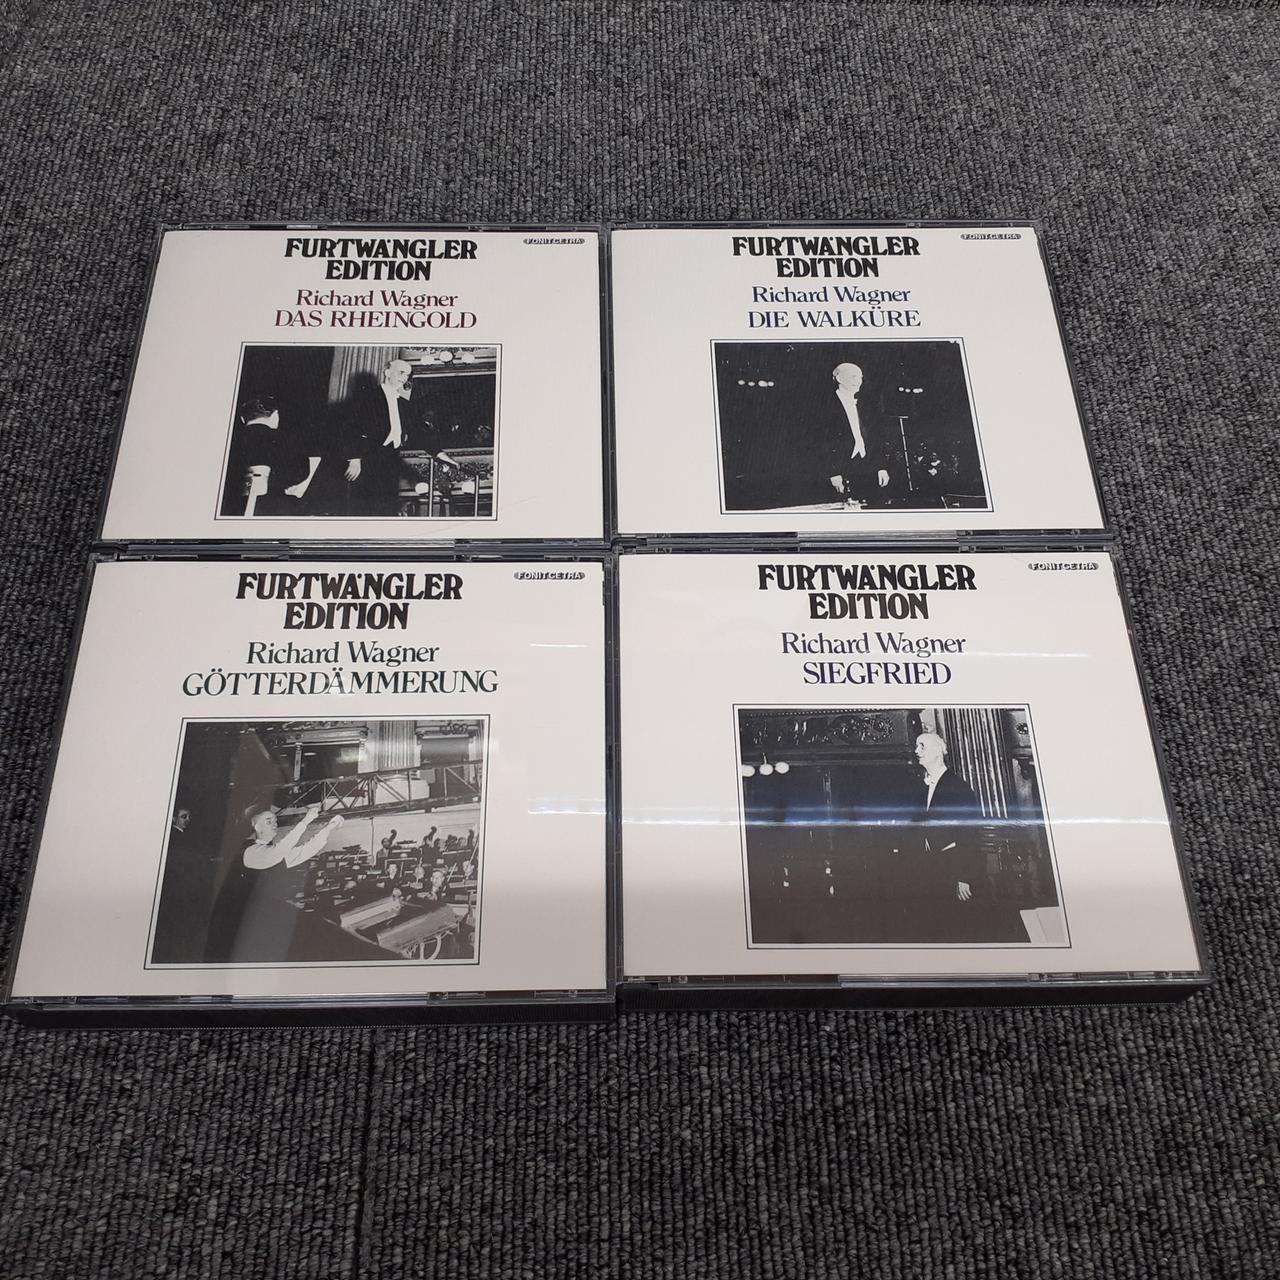 FURTWÄNGLER
EDITION
FONIT CETRA
Richard Wagner
DAS RHEINGOLD
FURTWÄNGLER
EDITION
FONIT CETRA
Richard Wagner
DIE WALKÜRE
FURTWÄNGLER
EDITION
FONIT CETRA
Richard Wagner
GÖTTERDÄMMERUNG
FURTWÄNGLER
EDITION
FONIT CETRA
Richard Wagner
SIEGFRIED